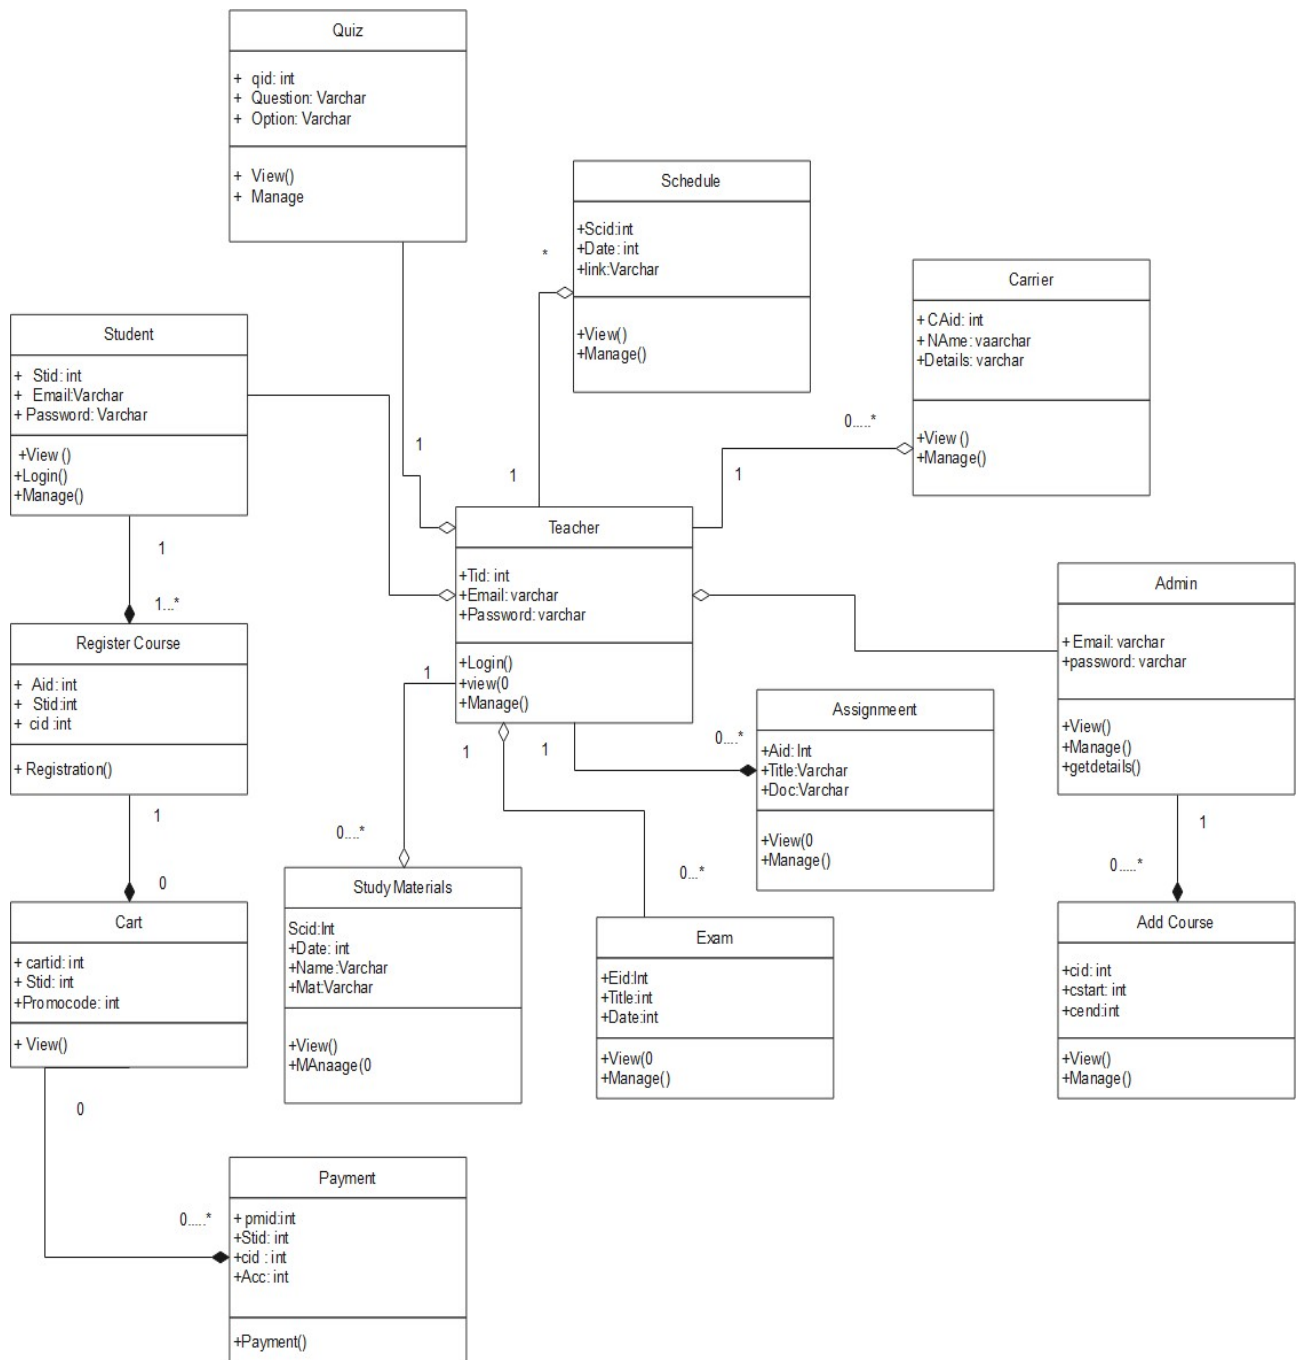 Quiz
+ qid: int
+ Question: Varchar
+ Option: Varchar
+ View()
+ Manage
Schedule
+Scid:int
+Date: int
+link:Varchar
+View()
+Manage()
*
1
Carrier
+ CAid: int
+ NAme: vaarchar
+Details: varchar
+View ()
+Manage()
0.....*
1
Student
+ Stid: int
+ Email:Varchar
+ Password: Varchar
+View ()
+Login()
+Manage()
1
1
1...*
Teacher
+Tid: int
+Email: varchar
+Password: varchar
+Login()
+view(0
+Manage()
1
1
1
Admin
+ Email: varchar
+password: varchar
+View()
+Manage()
+getdetails()
1
0.....*
Register Course
+ Aid: int
+ Stid:int
+ cid :int
+ Registration()
1
0
Assignmeent
+Aid: Int
+Title:Varchar
+Doc:Varchar
+View(0
+Manage()
0....*
0....*
0...*
Study Materials
Scid:Int
+Date: int
+Name:Varchar
+Mat:Varchar
+View()
+MAnaage(0
Exam
+Eid:Int
+Title:int
+Date:int
+View(0
+Manage()
Add Course
+cid: int
+cstart: int
+cend:int
+View()
+Manage()
Cart
+ cartid: int
+ Stid: int
+Promocode: int
+ View()
0
0.....*
Payment
+ pmid:int
+Stid: int
+cid : int
+Acc: int
+Payment()